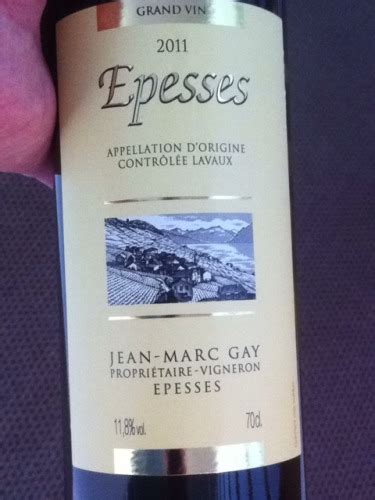 GRAND VIN
2011
Epesses
APPELLATION D'ORIGINE
CONTRÔLÉE LAVAUX
JEAN-MARC GAY
PROPRIÉTAIRE-VIGNERON
EPESSES
11,8% vol. 70cl.